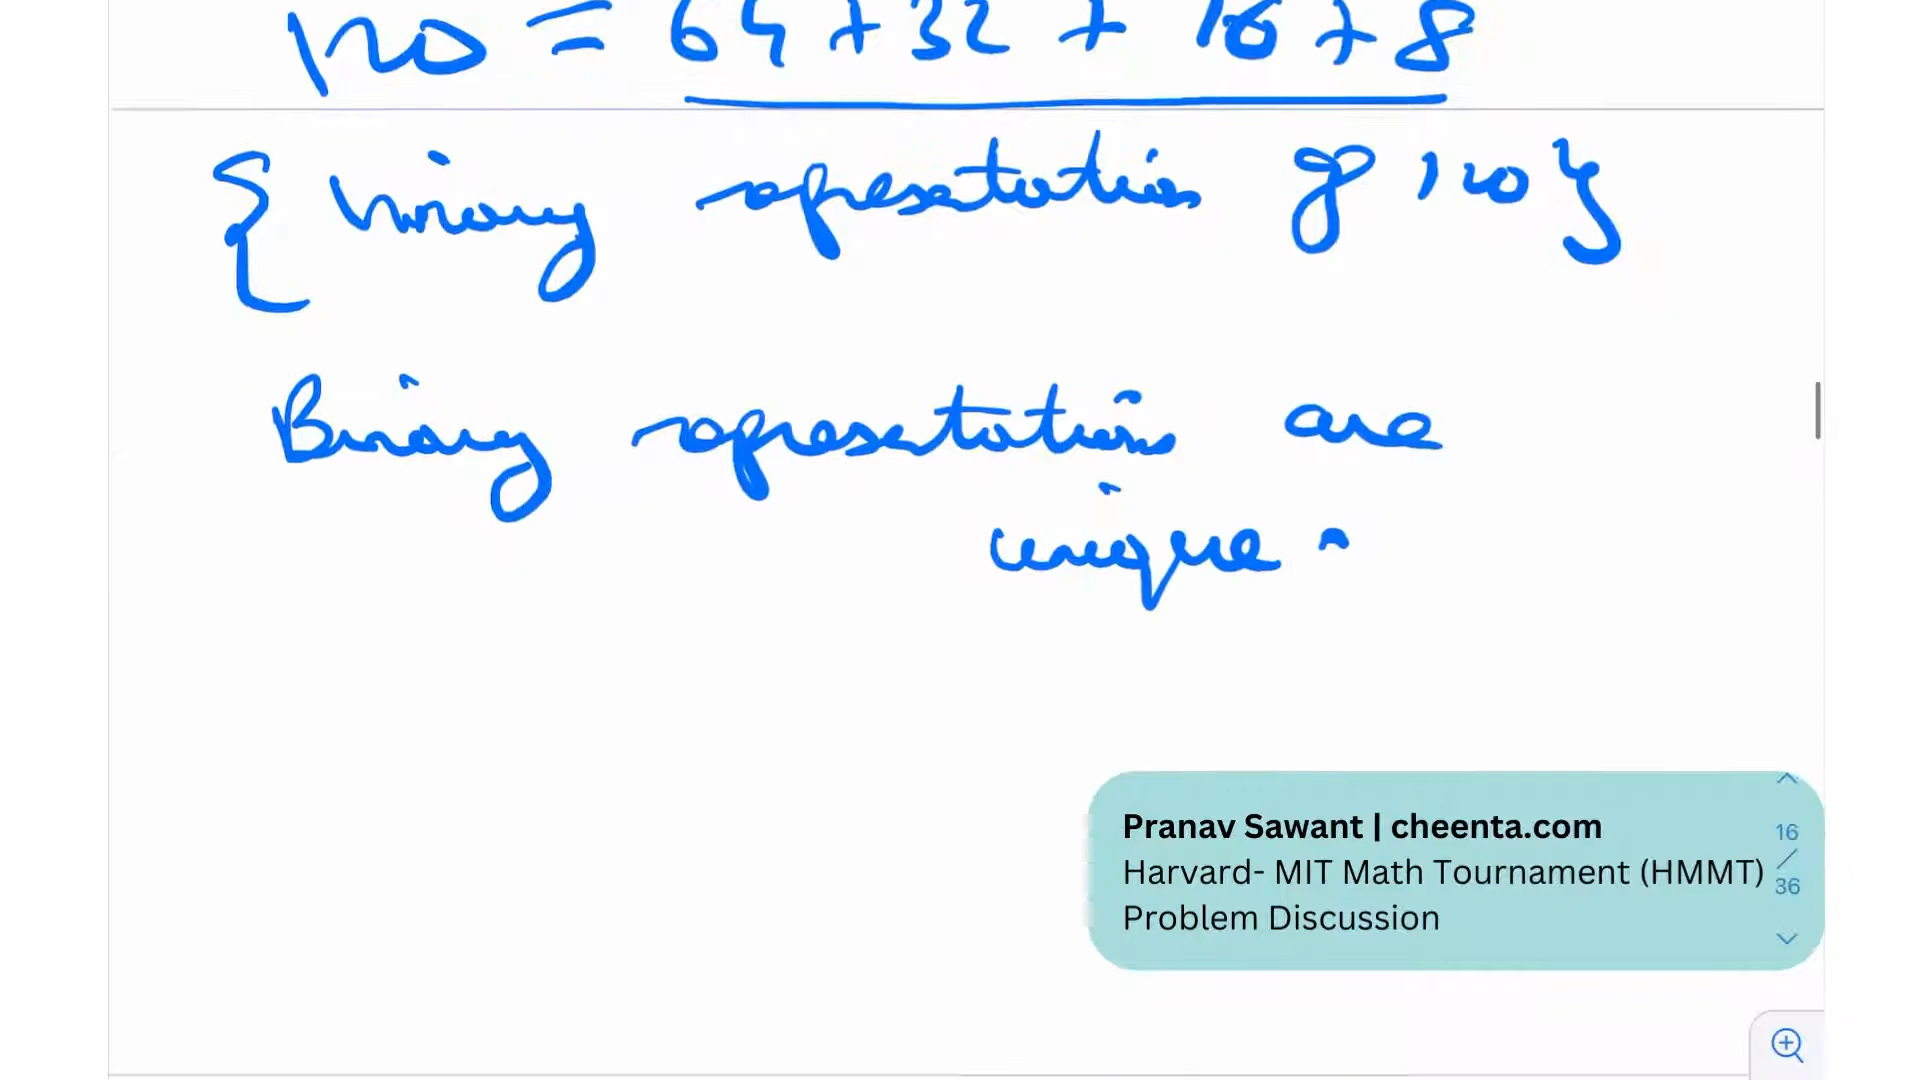 120 = 64 + 32 + 16 + 8
{ binary representation of 120 }
Binary representations are
unique.
Pranav Sawant | cheenta.com
Harvard- MIT Math Tournament (HMMT)
Problem Discussion
16
/
36